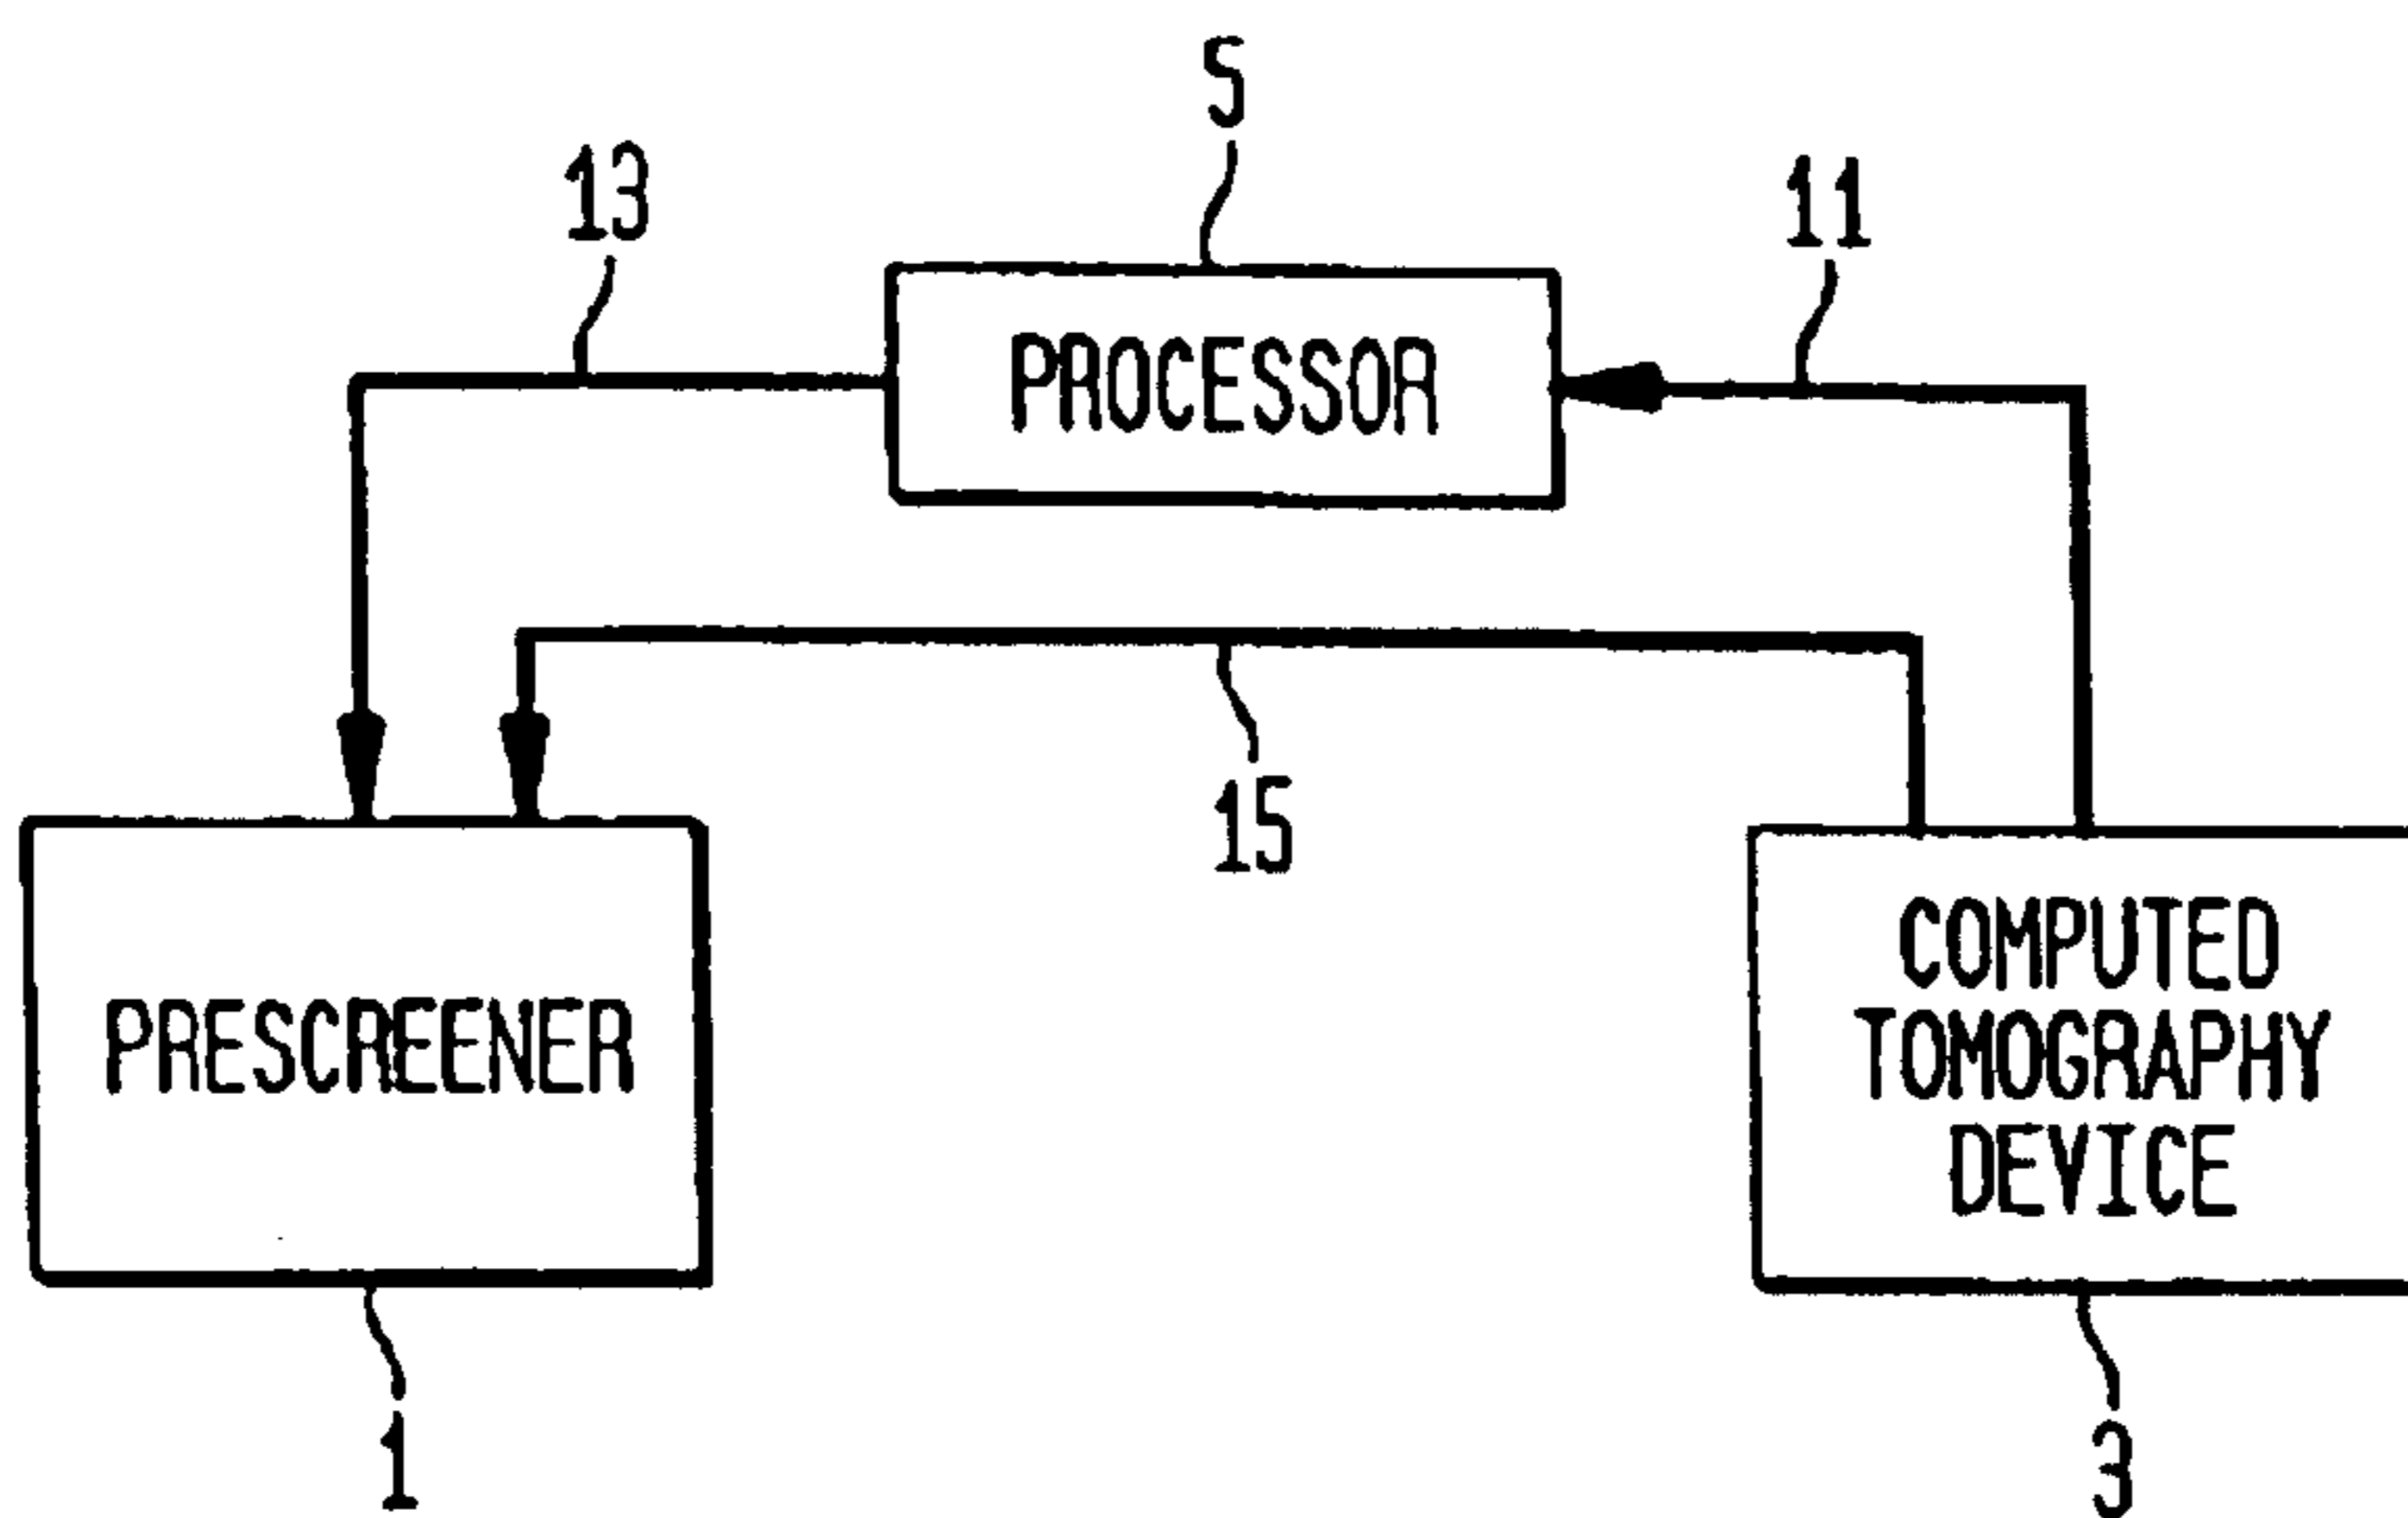 5
13
11
PROCESSOR
15
PRESCREENER
COMPUTED
TOMOGRAPHY
DEVICE
1
3